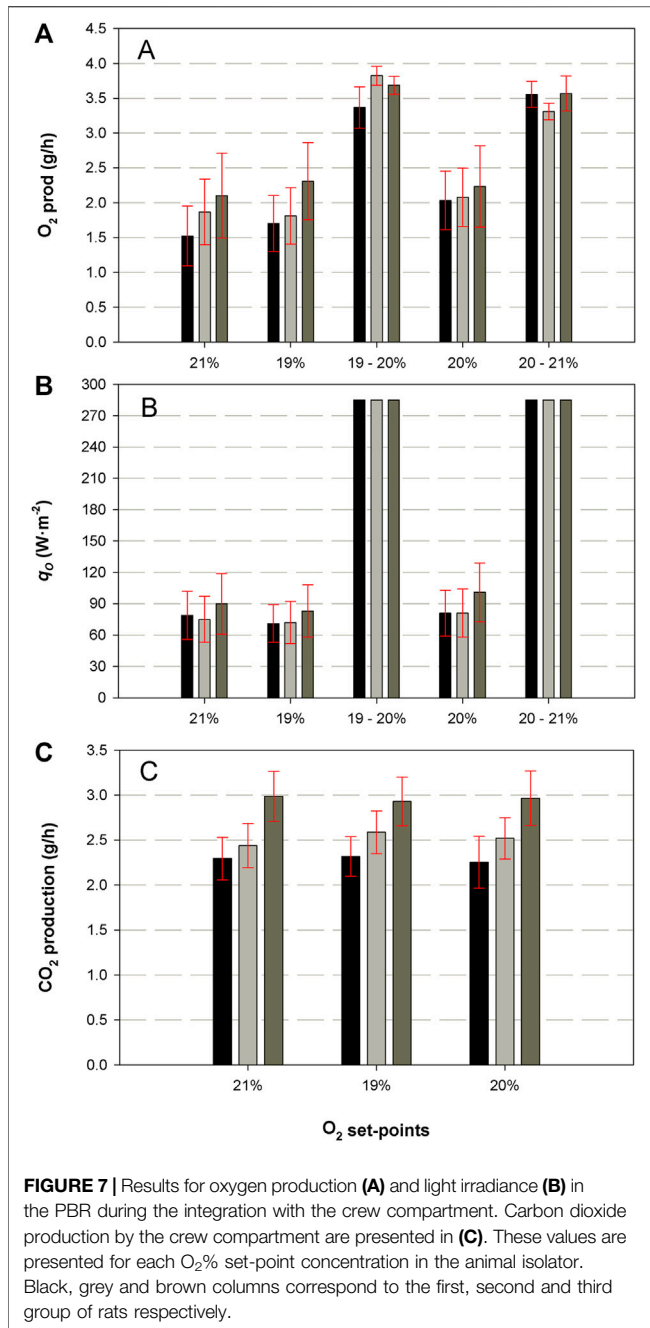 A
A
4.5
4.0
3.5
3.0
2.5
2.0
1.5
1.0
0.5
0.0
O₂ prod (g/h)
21% 19% 19 - 20% 20% 20 - 21%
B
B
300
270
240
210
180
150
120
90
60
30
0
qₒ (W·m⁻²)
21% 19% 19 - 20% 20% 20 - 21%
C
C
3.5
3.0
2.5
2.0
1.5
1.0
0.5
0.0
CO₂ production (g/h)
21% 19% 20%
O₂ set-points
FIGURE 7 | Results for oxygen production (A) and light irradiance (B) in
the PBR during the integration with the crew compartment. Carbon dioxide
production by the crew compartment are presented in (C). These values are
presented for each O₂% set-point concentration in the animal isolator.
Black, grey and brown columns correspond to the first, second and third
group of rats respectively.